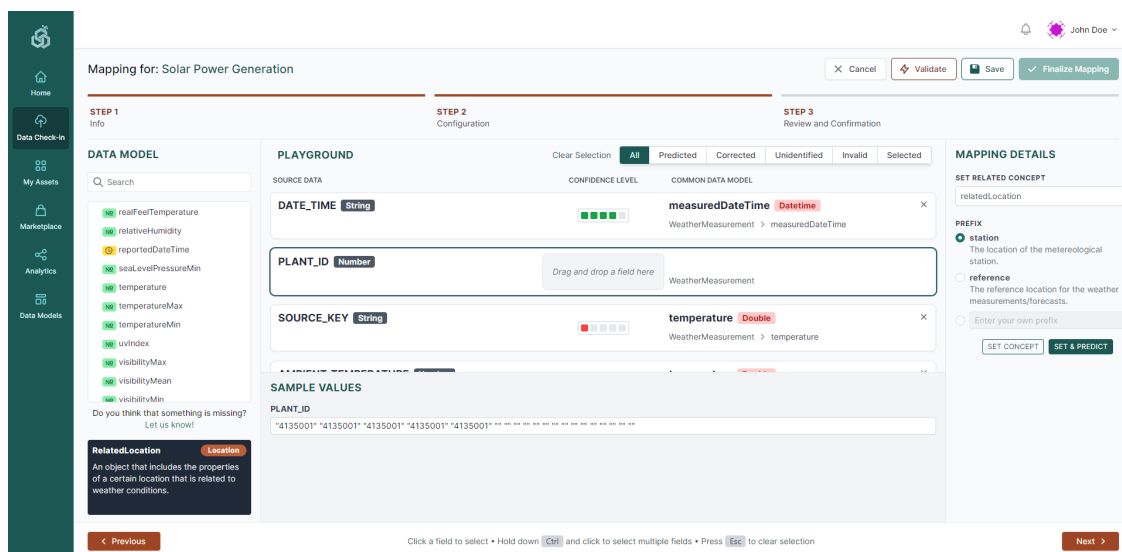 John Doe
Home
Data Check-in
My Assets
Marketplace
Analytics
Data Models
Mapping for: Solar Power Generation
Cancel
Validate
Save
Finalize Mapping
STEP 1
Info
STEP 2
Configuration
STEP 3
Review and Confirmation
DATA MODEL
Search
realFeelTemperature
relativeHumidity
reportedDateTime
seaLevelPressureMin
temperature
temperatureMax
temperatureMin
uvIndex
visibilityMax
visibilityMean
visibilityMin
Do you think that something is missing?
Let us know!
RelatedLocation Location
An object that includes the properties
of a certain location that is related to
weather conditions.
PLAYGROUND
Clear Selection All Predicted Corrected Unidentified Invalid Selected
SOURCE DATA CONFIDENCE LEVEL COMMON DATA MODEL
DATE_TIME String measuredDateTime Datetime
WeatherMeasurement > measuredDateTime
PLANT_ID Number
Drag and drop a field here
WeatherMeasurement
SOURCE_KEY String temperature Double
WeatherMeasurement > temperature
AMBIENT_TEMPERATURE
SAMPLE VALUES
PLANT_ID
"4135001" "4135001" "4135001" "4135001" "4135001" "" "" "" "" "" "" "" "" "" "" "" "" "" "" ""
MAPPING DETAILS
SET RELATED CONCEPT
relatedLocation
PREFIX
station
The location of the metereological
station.
reference
The reference location for the weather
measurements/forecasts.
Enter your own prefix
SET CONCEPT SET & PREDICT
< Previous
Click a field to select • Hold down Ctrl and click to select multiple fields • Press Esc to clear selection
Next >